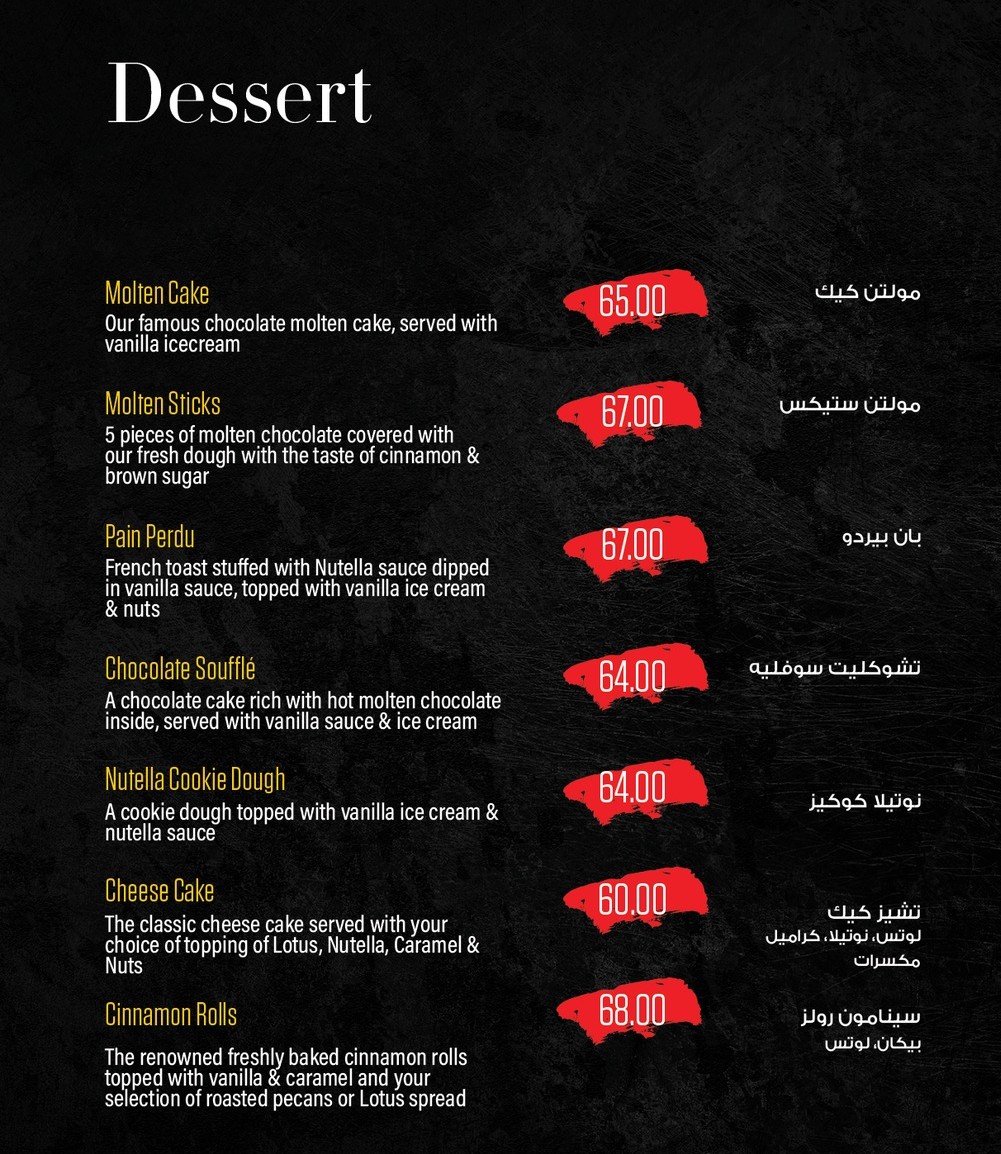 Dessert
Molten Cake
65.00
مولتن كيك
Our famous chocolate molten cake, served with
vanilla icecream
Molten Sticks
67.00
مولتن ستيكس
5 pieces of molten chocolate covered with
our fresh dough with the taste of cinnamon &
brown sugar
Pain Perdu
67.00
بان بيردو
French toast stuffed with Nutella sauce dipped
in vanilla sauce, topped with vanilla ice cream
& nuts
Chocolate Soufflé
64.00
تشوكليت سوفليه
A chocolate cake rich with hot molten chocolate
inside, served with vanilla sauce & ice cream
Nutella Cookie Dough
64.00
نوتيلا كوكيز
A cookie dough topped with vanilla ice cream &
nutella sauce
Cheese Cake
60.00
تشيز كيك
The classic cheese cake served with your
choice of topping of Lotus, Nutella, Caramel &
Nuts
لوتس، نوتيلا، كراميل
مكسرات
Cinnamon Rolls
68.00
سينامون رولز
بيكان، لوتس
The renowned freshly baked cinnamon rolls
topped with vanilla & caramel and your
selection of roasted pecans or Lotus spread